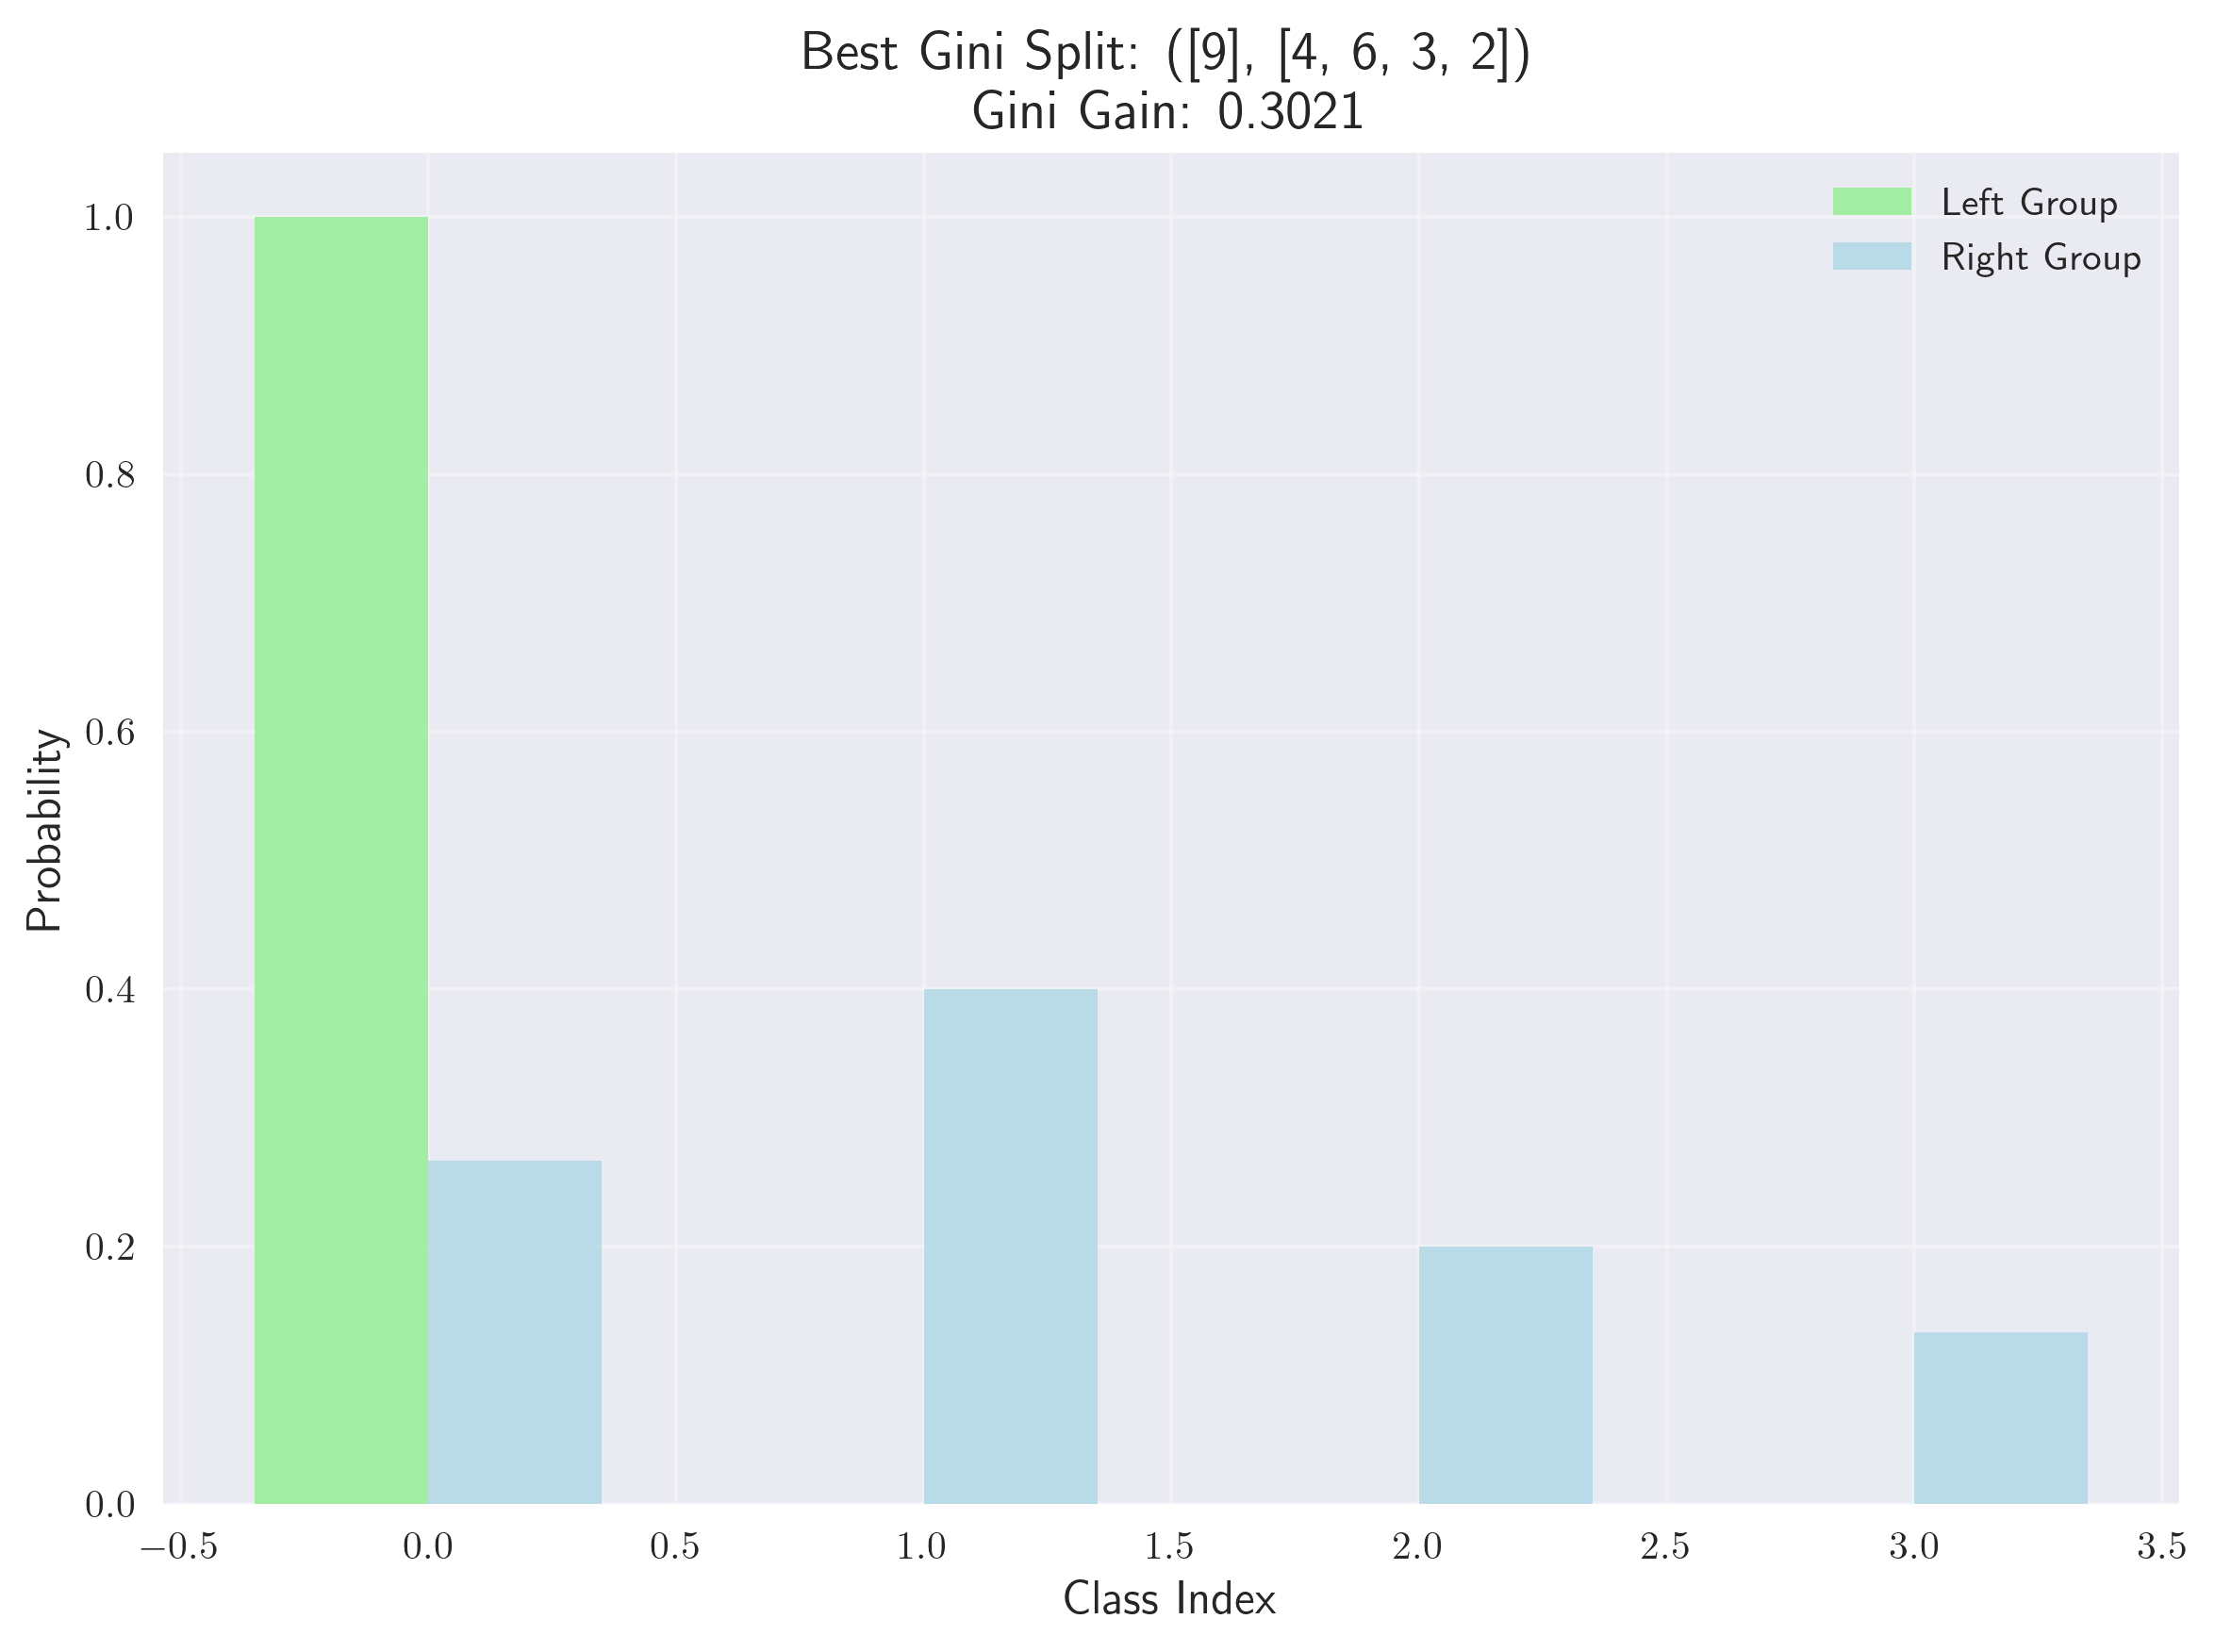 Best Gini Split: ([9], [4, 6, 3, 2])
Gini Gain: 0.3021
Left Group
Right Group
Probability
1.0
0.8
0.6
0.4
0.2
0.0
−0.5 0.0 0.5 1.0 1.5 2.0 2.5 3.0 3.5
Class Index